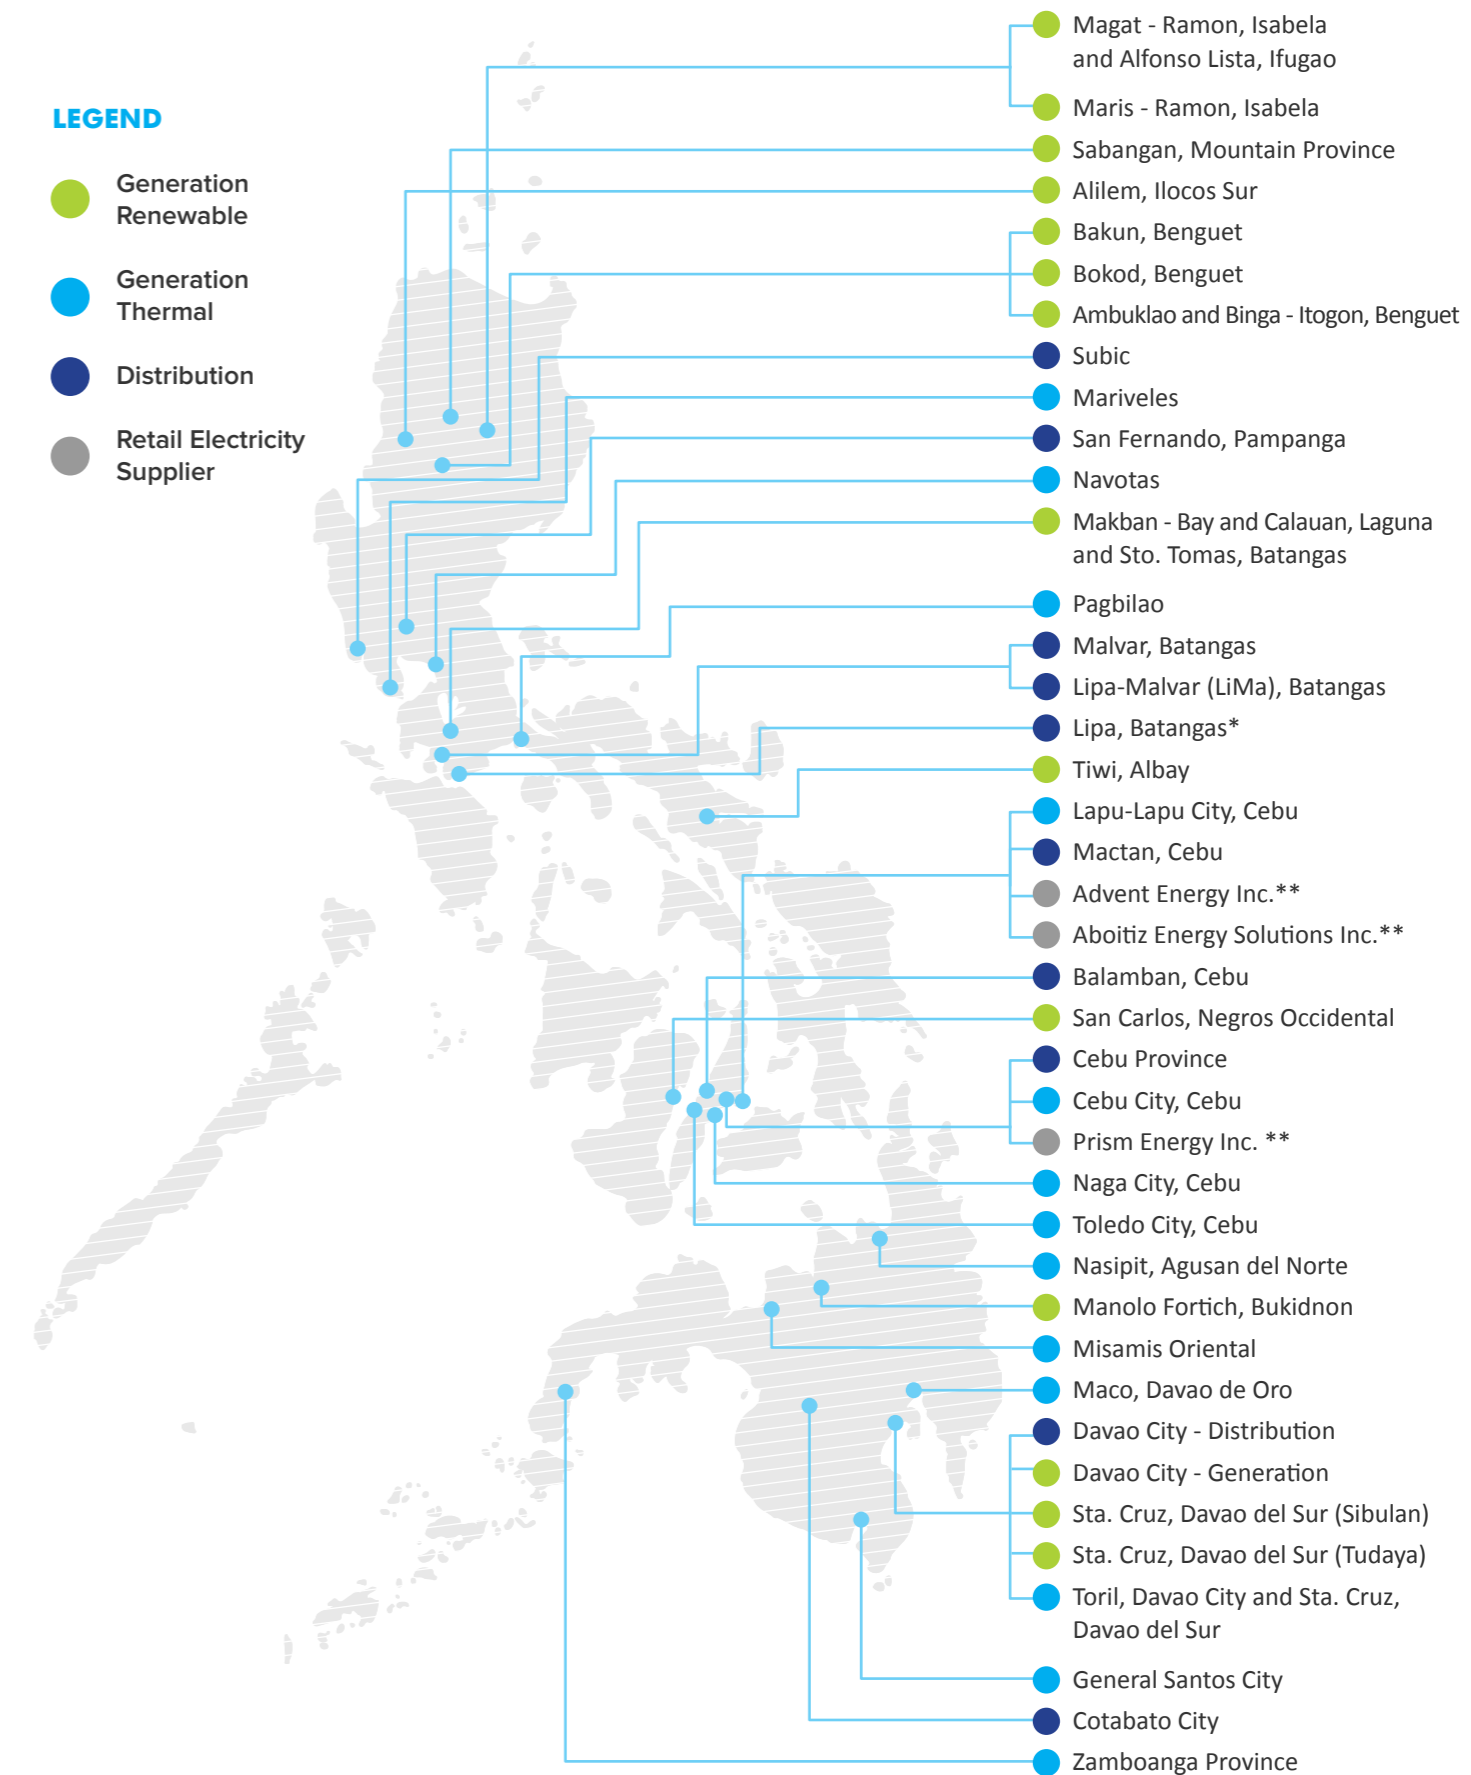 LEGEND
Generation
Renewable
Generation
Thermal
Distribution
Retail Electricity
Supplier
Magat - Ramon, Isabela
and Alfonso Lista, Ifugao
Maris - Ramon, Isabela
Sabangan, Mountain Province
Alilem, Ilocos Sur
Bakun, Benguet
Bokod, Benguet
Ambuklao and Binga - Itogon, Benguet
Subic
Mariveles
San Fernando, Pampanga
Navotas
Makban - Bay and Calauan, Laguna
and Sto. Tomas, Batangas
Pagbilao
Malvar, Batangas
Lipa-Malvar (LiMa), Batangas
Lipa, Batangas*
Tiwi, Albay
Lapu-Lapu City, Cebu
Mactan, Cebu
Advent Energy Inc.**
Aboitiz Energy Solutions Inc.**
Balamban, Cebu
San Carlos, Negros Occidental
Cebu Province
Cebu City, Cebu
Prism Energy Inc. **
Naga City, Cebu
Toledo City, Cebu
Nasipit, Agusan del Norte
Manolo Fortich, Bukidnon
Misamis Oriental
Maco, Davao de Oro
Davao City - Distribution
Davao City - Generation
Sta. Cruz, Davao del Sur (Sibulan)
Sta. Cruz, Davao del Sur (Tudaya)
Toril, Davao City and Sta. Cruz,
Davao del Sur
General Santos City
Cotabato City
Zamboanga Province